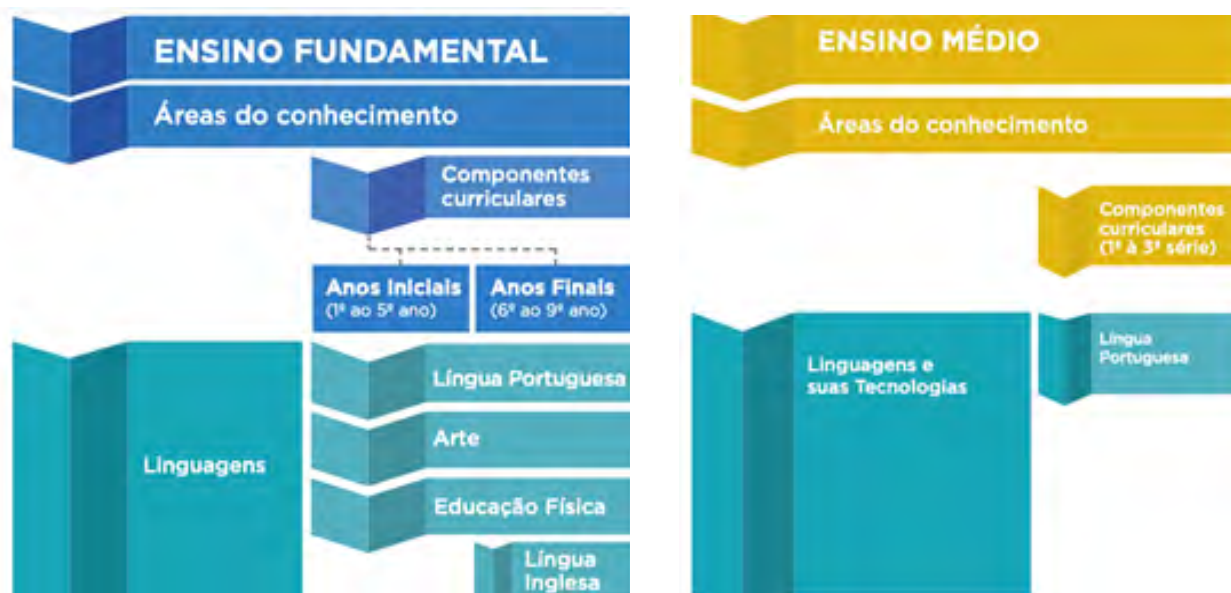 ENSINO FUNDAMENTAL
Áreas do conhecimento
Componentes
curriculares
Anos Iniciais
(1º ao 5º ano)
Anos Finais
(6º ao 9º ano)
Linguagens
Língua Portuguesa
Arte
Educação Física
Língua
Inglesa
ENSINO MÉDIO
Áreas do conhecimento
Componentes
curriculares
(1ª à 3ª série)
Linguagens e
suas Tecnologias
Língua
Portuguesa